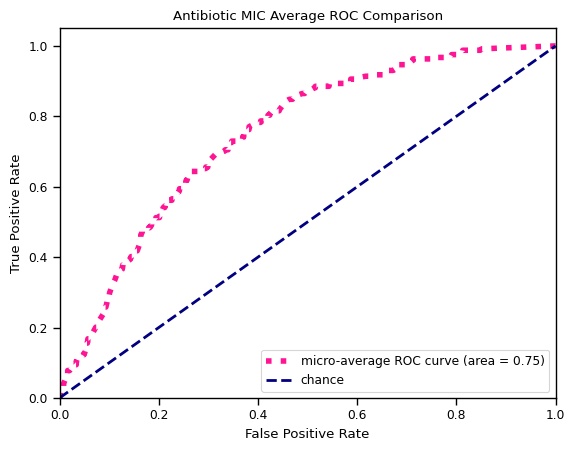 Antibiotic MIC Average ROC Comparison
True Positive Rate
1.0
0.8
0.6
0.4
0.2
0.0
0.0 0.2 0.4 0.6 0.8 1.0
False Positive Rate
micro-average ROC curve (area = 0.75)
chance